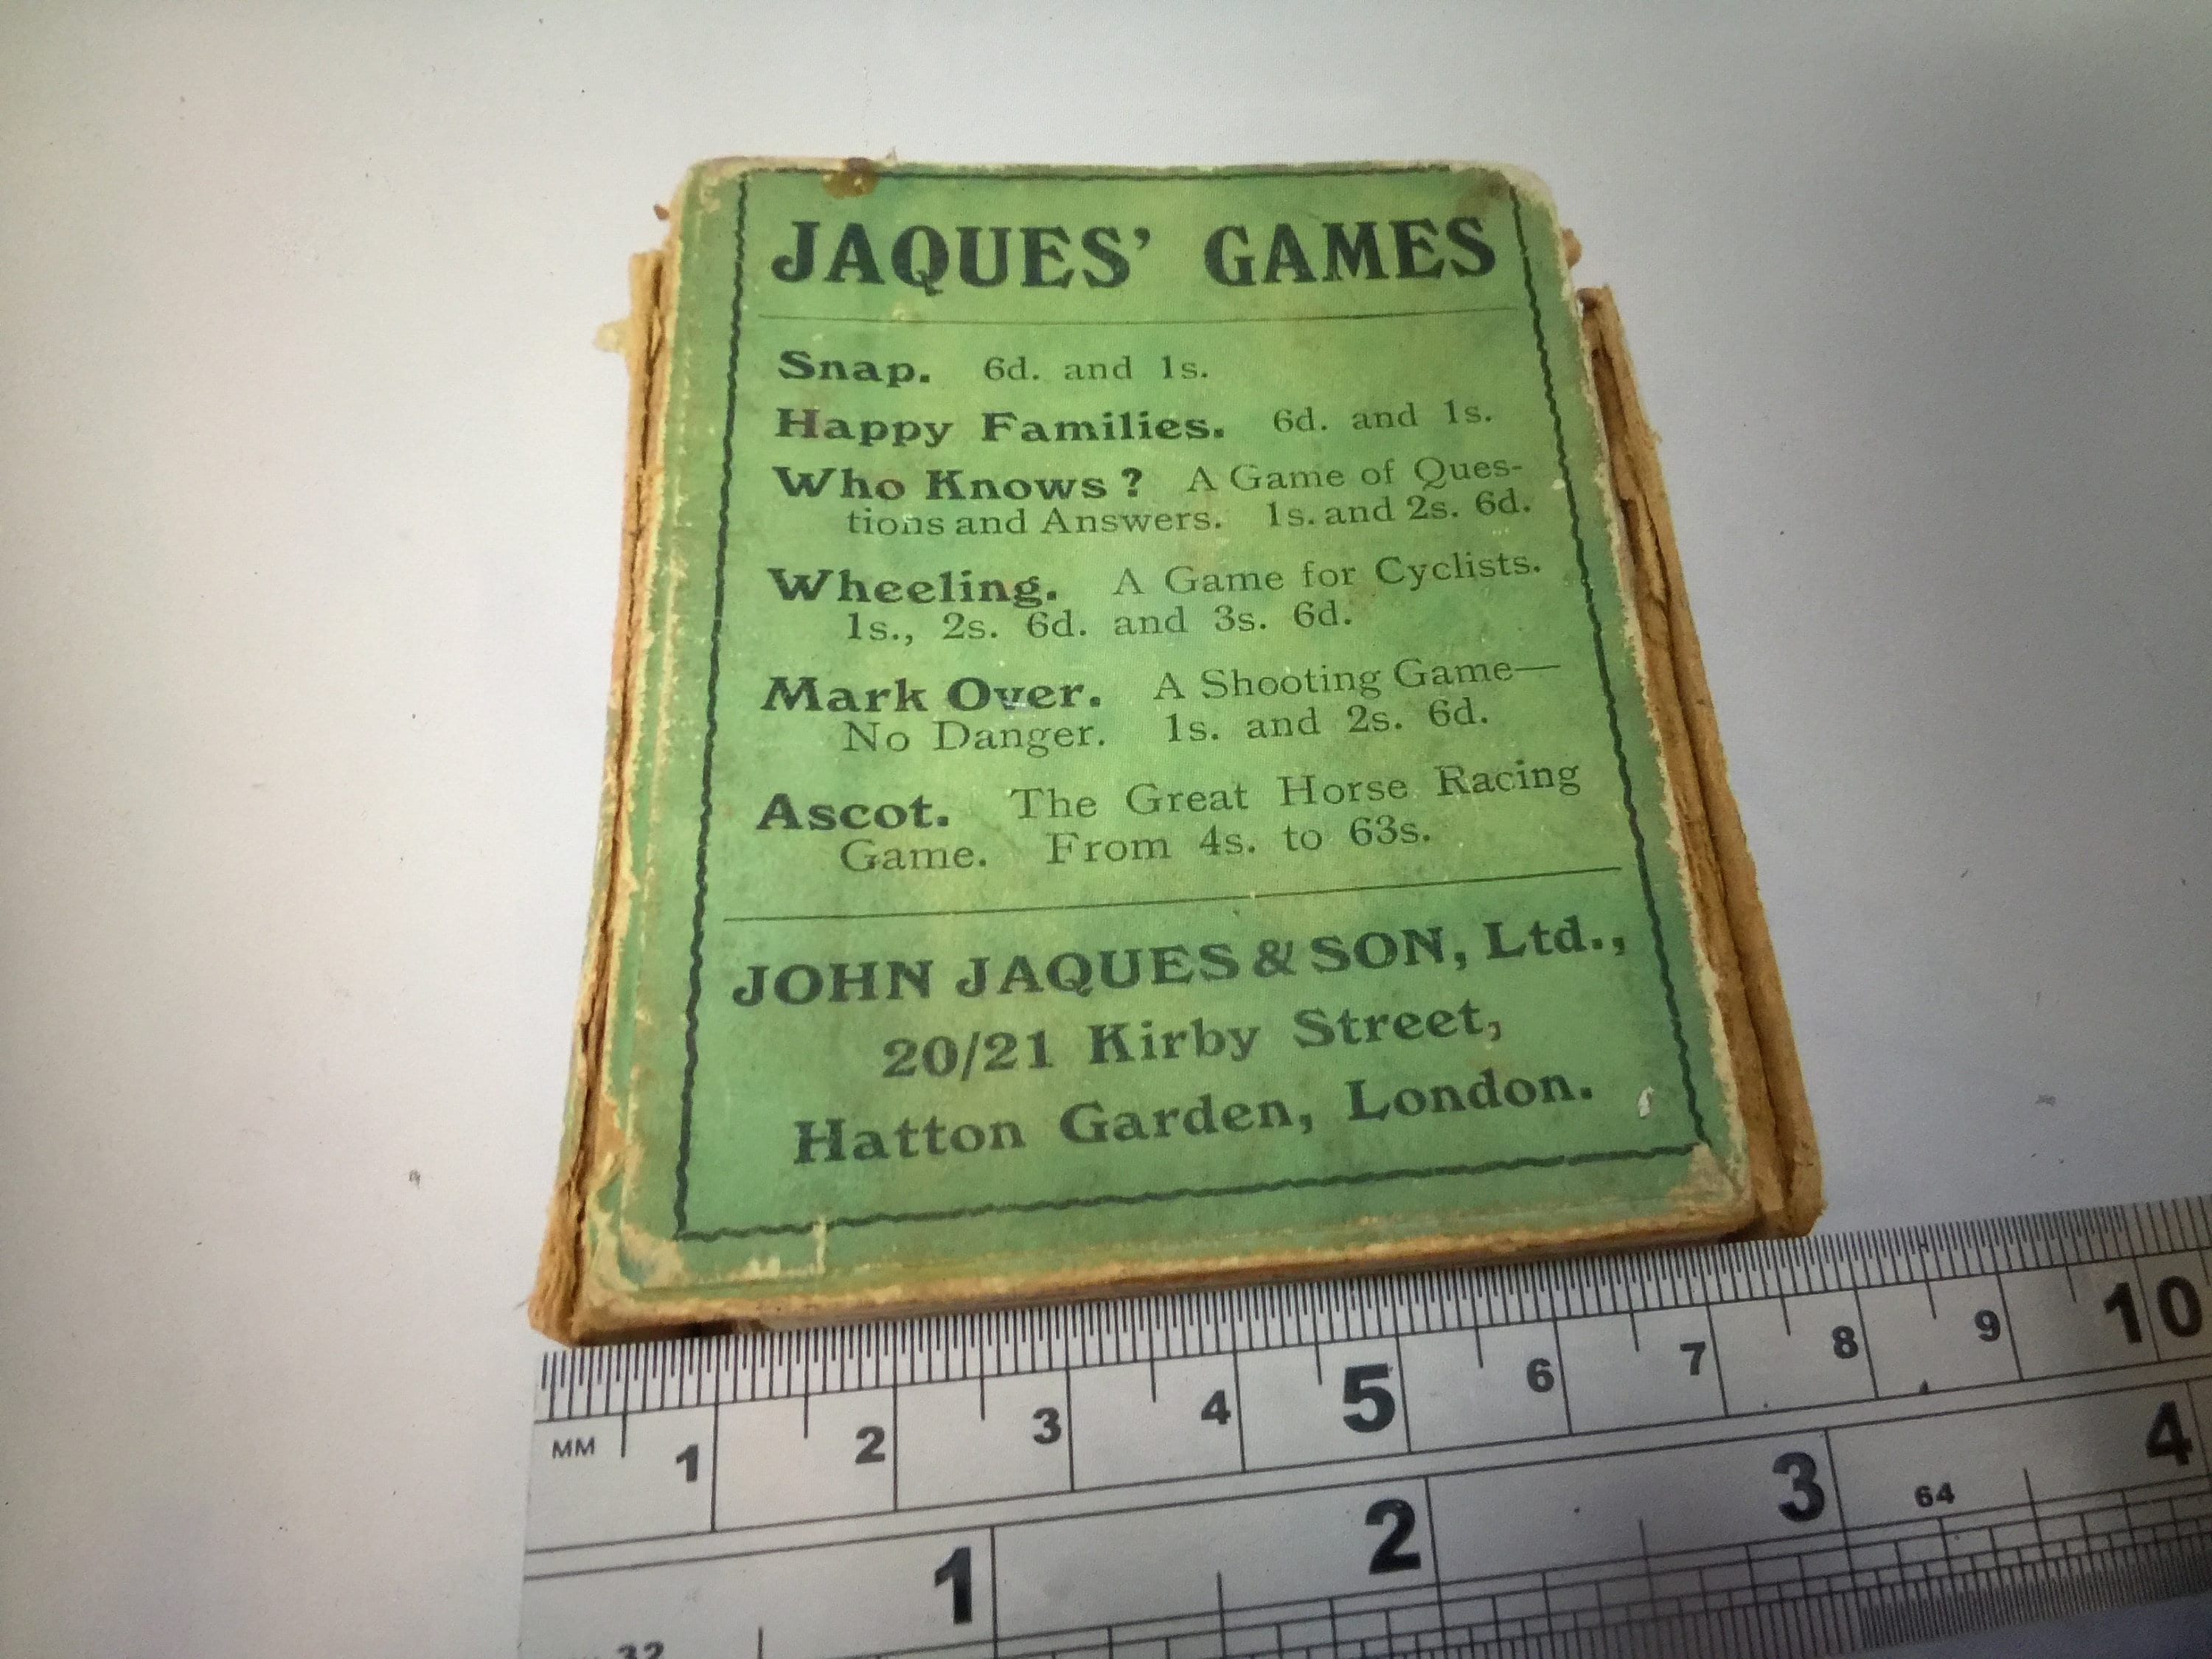 JAQUES' GAMES
Snap. 6d. and 1s.
Happy Families. 6d. and 1s.
Who Knows? A Game of Ques-
tions and Answers. 1s. and 2s. 6d.
Wheeling. A Game for Cyclists.
1s., 2s. 6d. and 3s. 6d.
Mark Over. A Shooting Game—
No Danger. 1s. and 2s. 6d.
Ascot. The Great Horse Racing
Game. From 4s. to 63s.
JOHN JAQUES & SON, Ltd.,
20/21 Kirby Street,
Hatton Garden, London.
MM 1 2 3 4 5 6 7 8 9 10
1 2 3 64 4
32